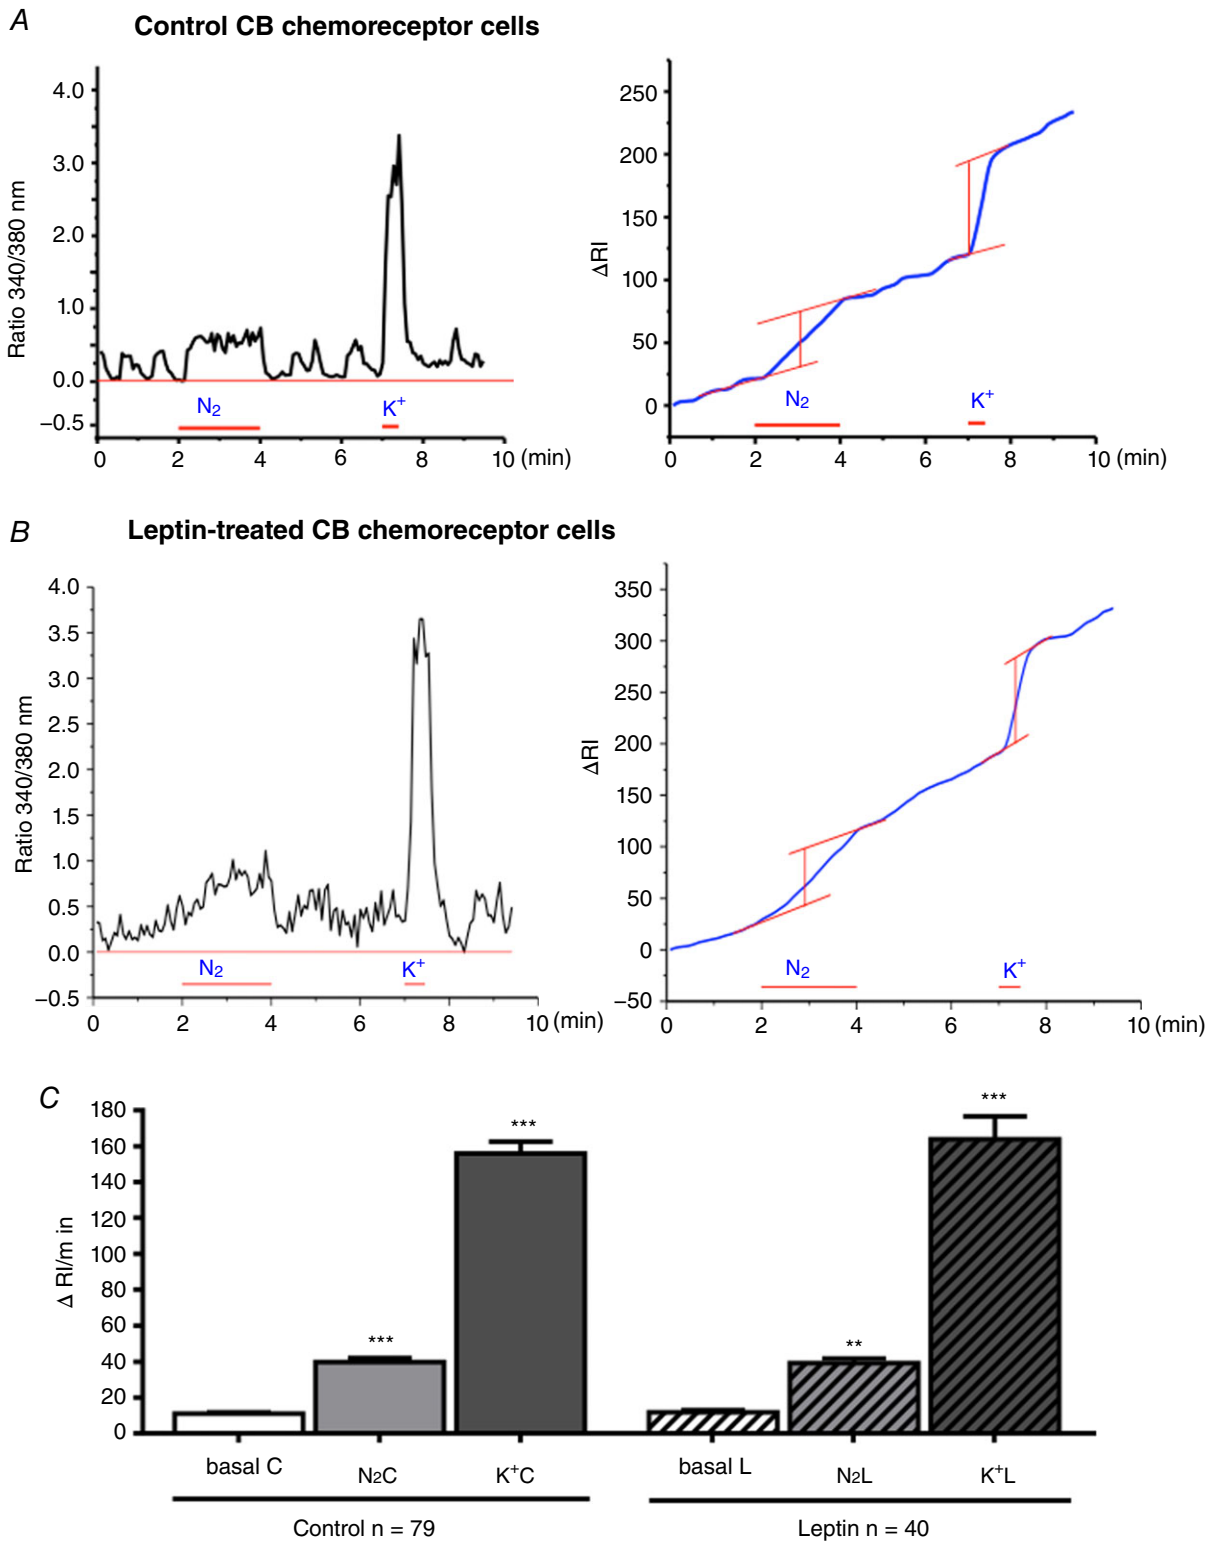 A
Control CB chemoreceptor cells
Ratio 340/380 nm
4.0
3.0
2.0
1.0
0.0
−0.5
N2
K+
0 2 4 6 8 10 (min)
ΔRI
250
200
150
100
50
0
N2
K+
0 2 4 6 8 10 (min)
B
Leptin-treated CB chemoreceptor cells
Ratio 340/380 nm
4.0
3.5
3.0
2.5
2.0
1.5
1.0
0.5
0.0
−0.5
N2
K+
0 2 4 6 8 10 (min)
ΔRI
350
300
250
200
150
100
50
0
−50
N2
K+
0 2 4 6 8 10 (min)
C
Δ RI/m in
180
160
140
120
100
80
60
40
20
0
***
***
**
***
basal C N2C K+C basal L N2L K+L
Control n = 79 Leptin n = 40